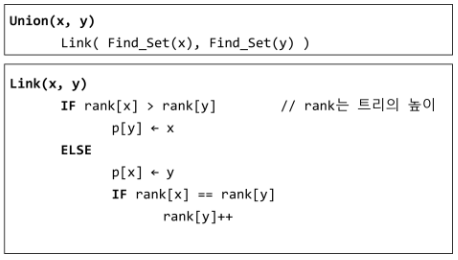 Union(x, y)
Link( Find_Set(x), Find_Set(y) )
Link(x, y)
IF rank[x] > rank[y] // rank는 트리의 높이
p[y] ← x
ELSE
p[x] ← y
IF rank[x] == rank[y]
rank[y]++